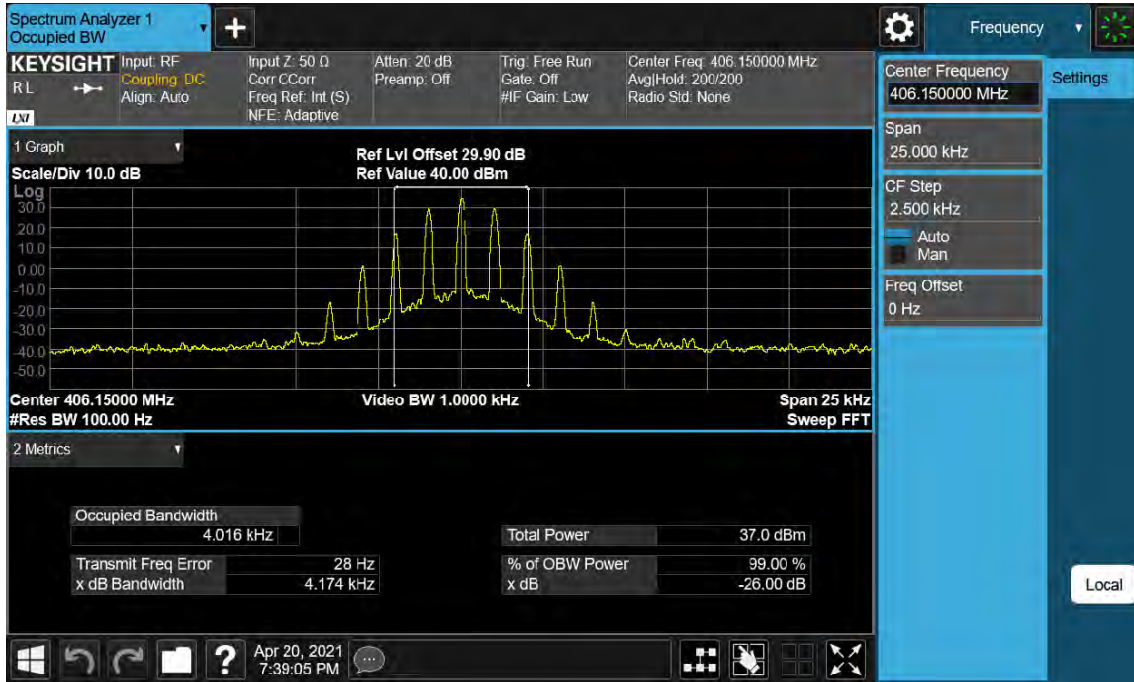 Spectrum Analyzer 1
Occupied BW
+
Frequency
KEYSIGHT
R L
LXI
Input: RF
Coupling: DC
Align: Auto
Input Z: 50 Ω
Corr CCorr
Freq Ref: Int (S)
NFE: Adaptive
Atten: 20 dB
Preamp: Off
Trig: Free Run
Gate: Off
#IF Gain: Low
Center Freq: 406.150000 MHz
Avg|Hold: 200/200
Radio Std: None
Center Frequency
406.150000 MHz
Settings
Span
25.000 kHz
CF Step
2.500 kHz
Auto
Man
Freq Offset
0 Hz
Local
1 Graph
Scale/Div 10.0 dB
Ref Lvl Offset 29.90 dB
Ref Value 40.00 dBm
Log
30.0
20.0
10.0
0.00
-10.0
-20.0
-30.0
-40.0
-50.0
Center 406.15000 MHz
Video BW 1.0000 kHz
Span 25 kHz
#Res BW 100.00 Hz
Sweep FFT
2 Metrics
Occupied Bandwidth
4.016 kHz
Total Power 37.0 dBm
Transmit Freq Error 28 Hz
% of OBW Power 99.00 %
x dB Bandwidth 4.174 kHz
x dB -26.00 dB
?
Apr 20, 2021
7:39:05 PM